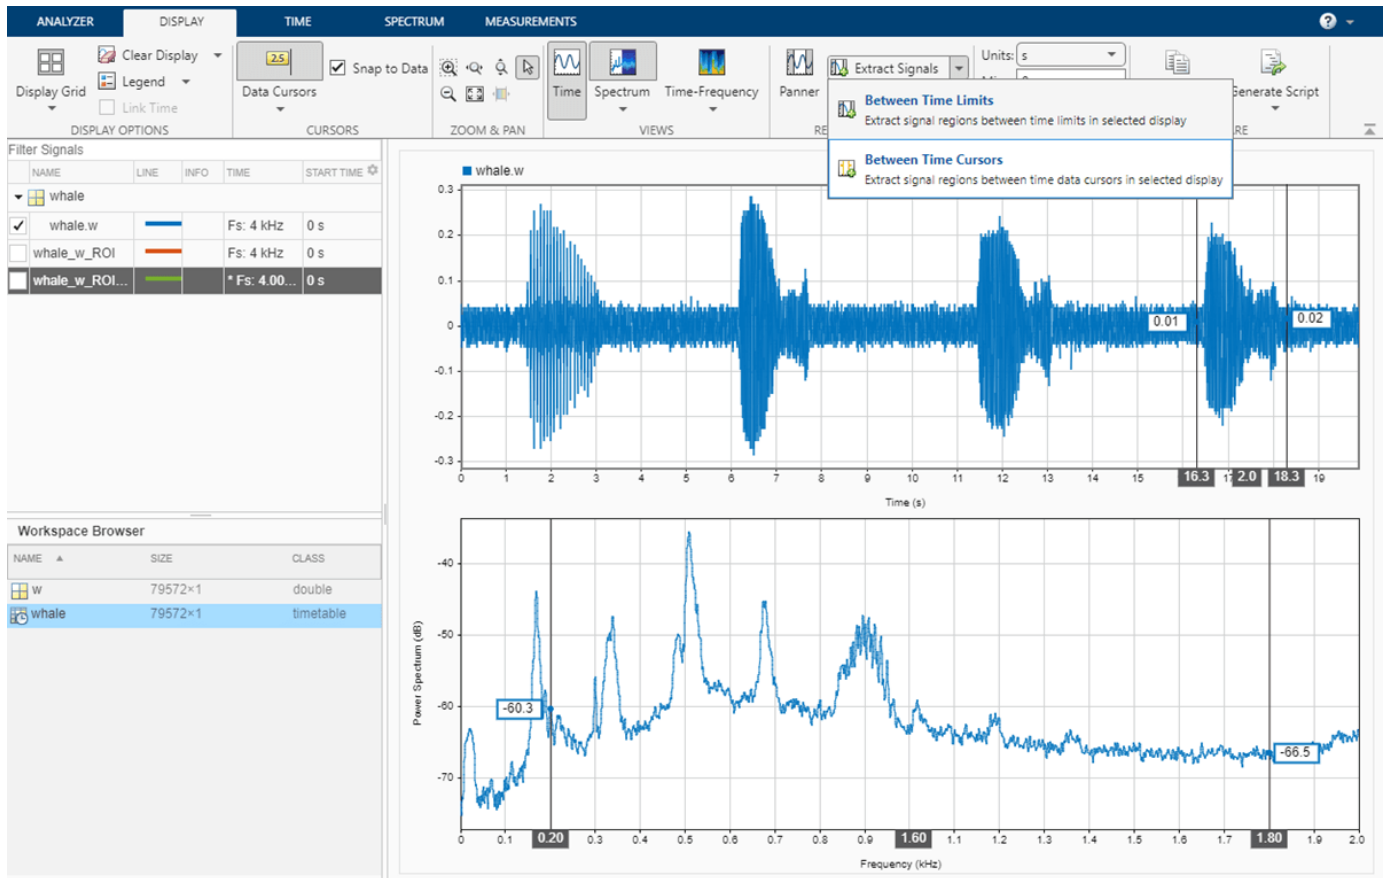 ANALYZER DISPLAY TIME SPECTRUM MEASUREMENTS ?
Display Grid
Clear Display
Legend
Link Time
DISPLAY OPTIONS
2.5
Data Cursors
Snap to Data
CURSORS
ZOOM & PAN
Time
Spectrum
Time-Frequency
VIEWS
Panner
Extract Signals
Units: s
Generate Script
Between Time Limits
Extract signal regions between time limits in selected display
Between Time Cursors
Extract signal regions between time data cursors in selected display
Filter Signals
NAME LINE INFO TIME START TIME
whale
whale.w Fs: 4 kHz 0 s
whale_w_ROI Fs: 4 kHz 0 s
whale_w_ROI... * Fs: 4.00... 0 s
Workspace Browser
NAME SIZE CLASS
w 79572×1 double
whale 79572×1 timetable
whale.w
0.3
0.2
0.1
0
-0.1
-0.2
-0.3
0.01
0.02
0 1 2 3 4 5 6 7 8 9 10 11 12 13 14 15 16.3 17 2.0 18.3 19
Time (s)
Power Spectrum (dB)
-40
-50
-60
-70
-60.3
-66.5
0 0.1 0.20 0.3 0.4 0.5 0.6 0.7 0.8 0.9 1.60 1.1 1.2 1.3 1.4 1.5 1.6 1.7 1.80 1.9 2.0
Frequency (kHz)